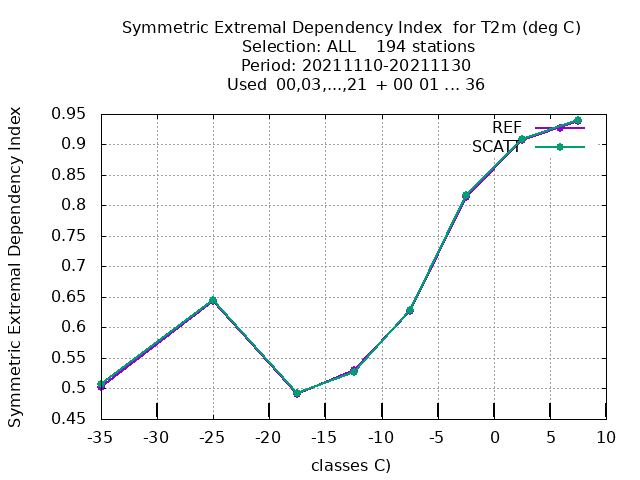 Symmetric Extremal Dependency Index  for T2m (deg C)
Selection: ALL    194 stations
Period: 20211110-20211130
Used  00,03,...,21  + 00 01 ... 36
Symmetric Extremal Dependency Index
0.95
0.9
0.85
0.8
0.75
0.7
0.65
0.6
0.55
0.5
0.45
REF
SCATT
-35 -30 -25 -20 -15 -10 -5 0 5 10
classes C)